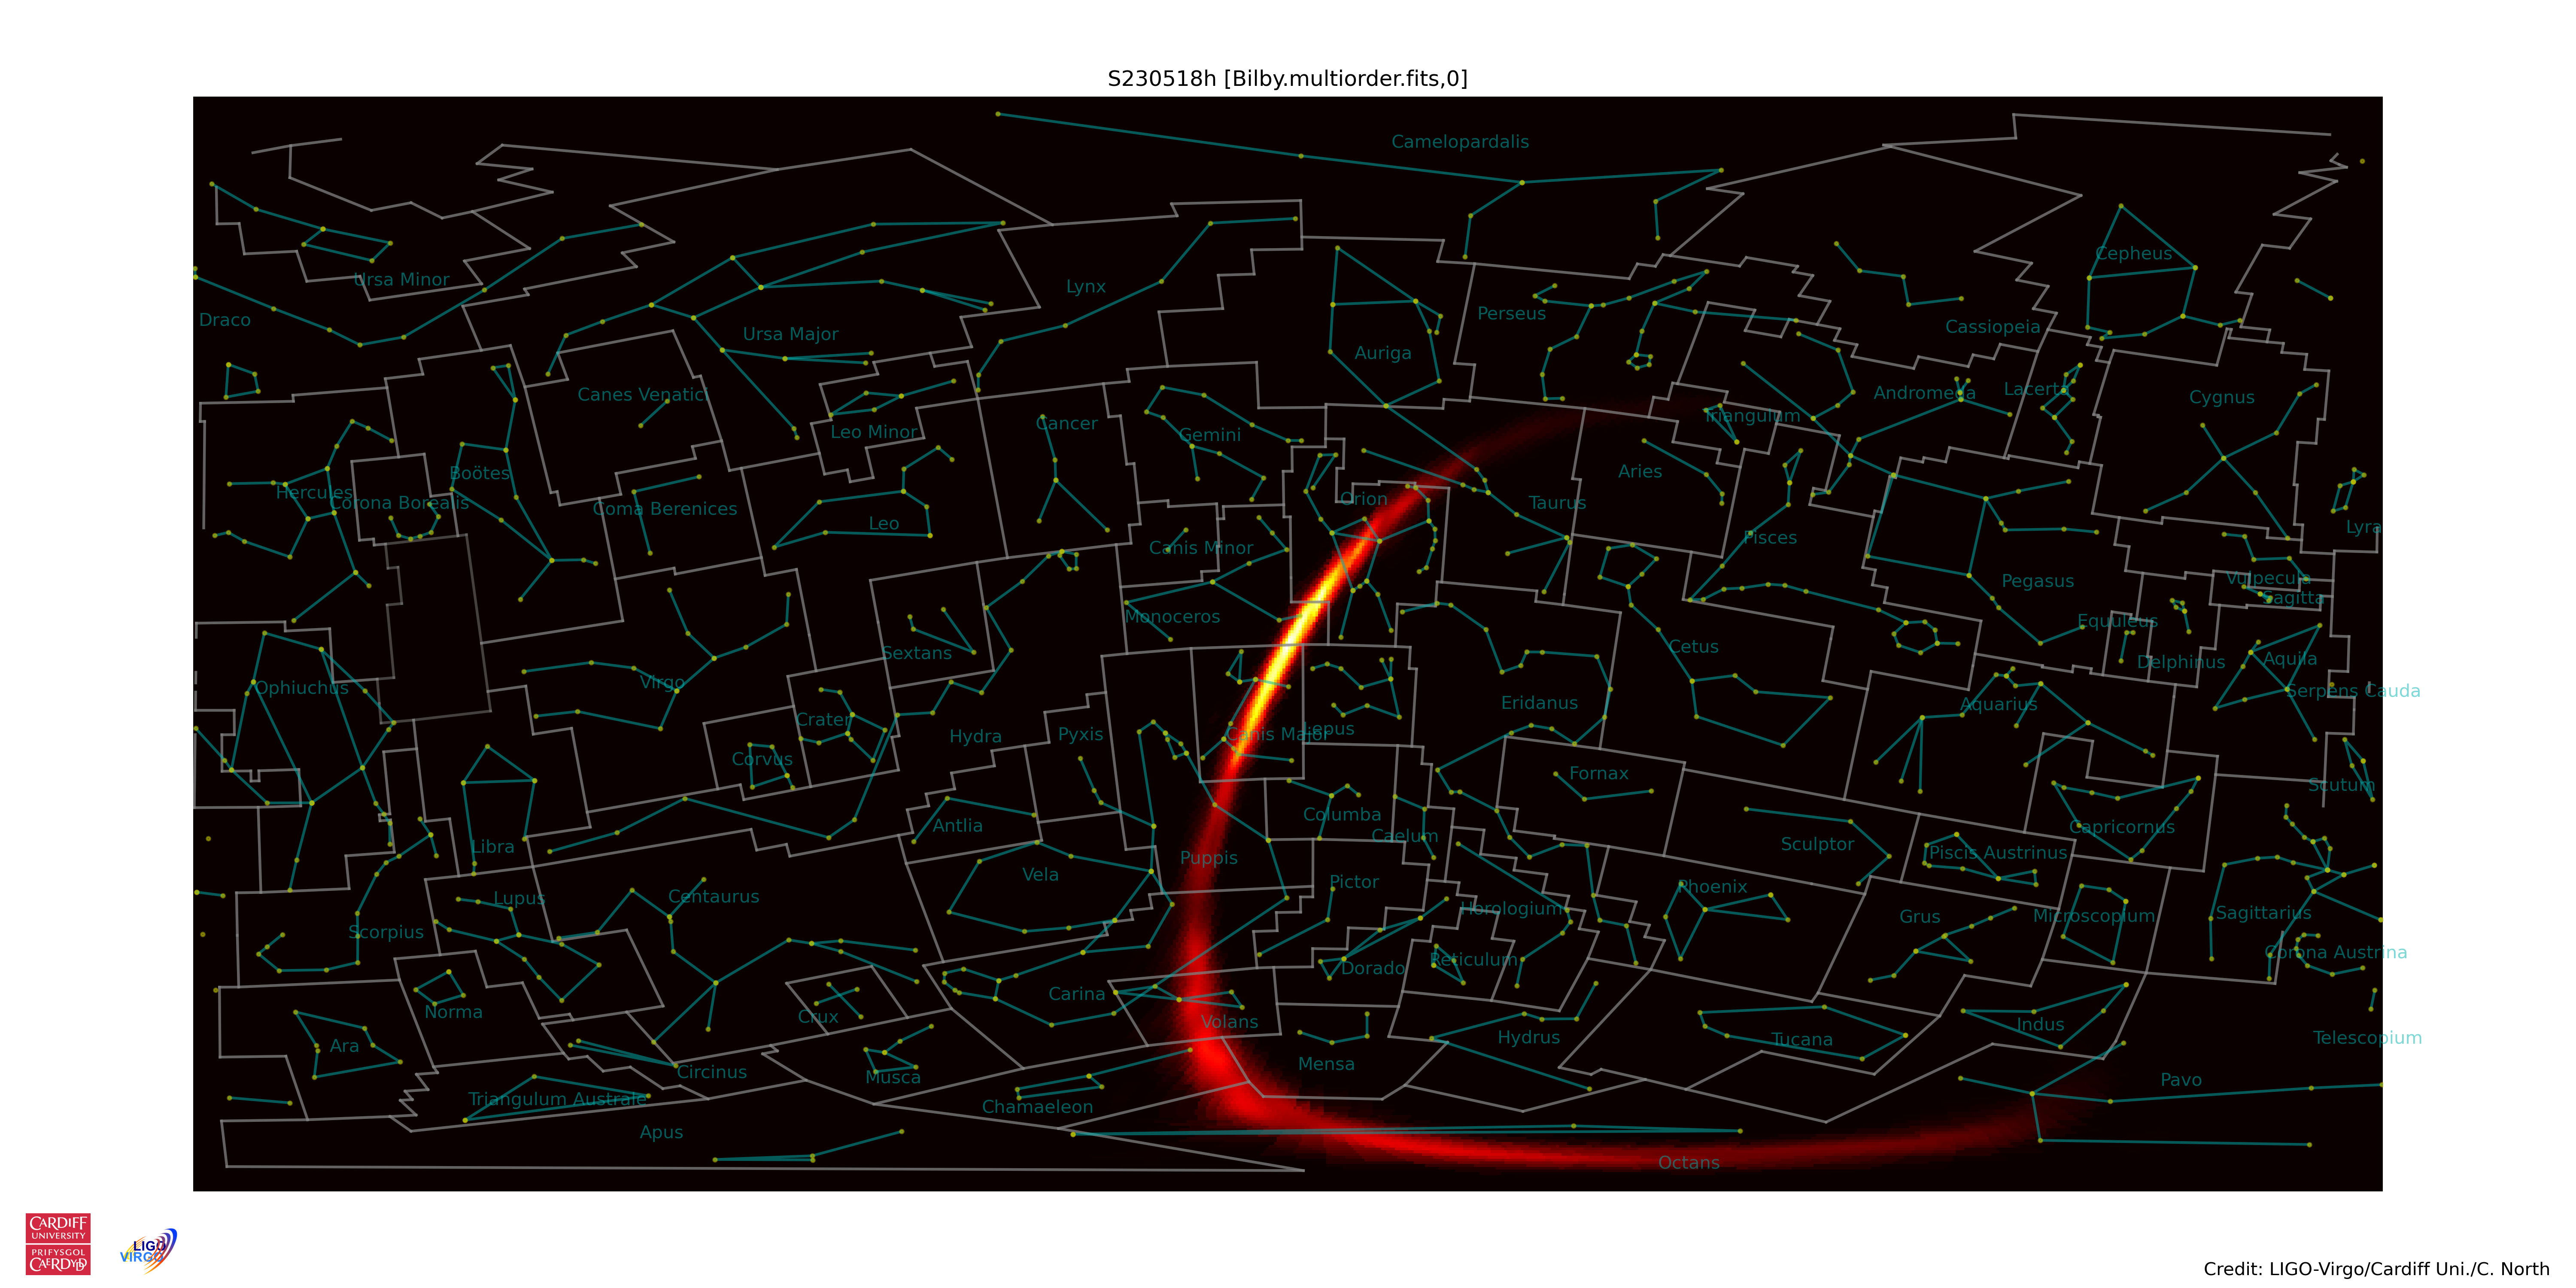 S230518h [Bilby.multiorder.fits,0]
Camelopardalis
Cepheus
Ursa Minor
Lynx
Draco
Ursa Major
Perseus
Cassiopeia
Auriga
Canes Venatici
Andromeda
Lacerta
Cygnus
Leo Minor
Cancer
Gemini
Triangulum
Boötes
Aries
Hercules
Corona Borealis
Coma Berenices
Leo
Orion
Taurus
Lyra
Canis Minor
Pisces
Pegasus
Vulpecula
Sagitta
Monoceros
Equuleus
Sextans
Cetus
Delphinus
Aquila
Ophiuchus
Virgo
Serpens Cauda
Eridanus
Aquarius
Crater
Hydra
Pyxis
Canis Major
Lepus
Corvus
Fornax
Scutum
Libra
Antlia
Columba
Caelum
Capricornus
Sculptor
Piscis Austrinus
Puppis
Vela
Pictor
Phoenix
Lupus
Centaurus
Horologium
Grus
Microscopium
Sagittarius
Scorpius
Reticulum
Dorado
Corona Austrina
Carina
Norma
Crux
Volans
Indus
Ara
Hydrus
Tucana
Telescopium
Mensa
Circinus
Musca
Pavo
Triangulum Australe
Chamaeleon
Apus
Octans
CARDIFF
UNIVERSITY
PRIFYSGOL
CAERDYDD
LIGO
VIRGO
Credit: LIGO-Virgo/Cardiff Uni./C. North